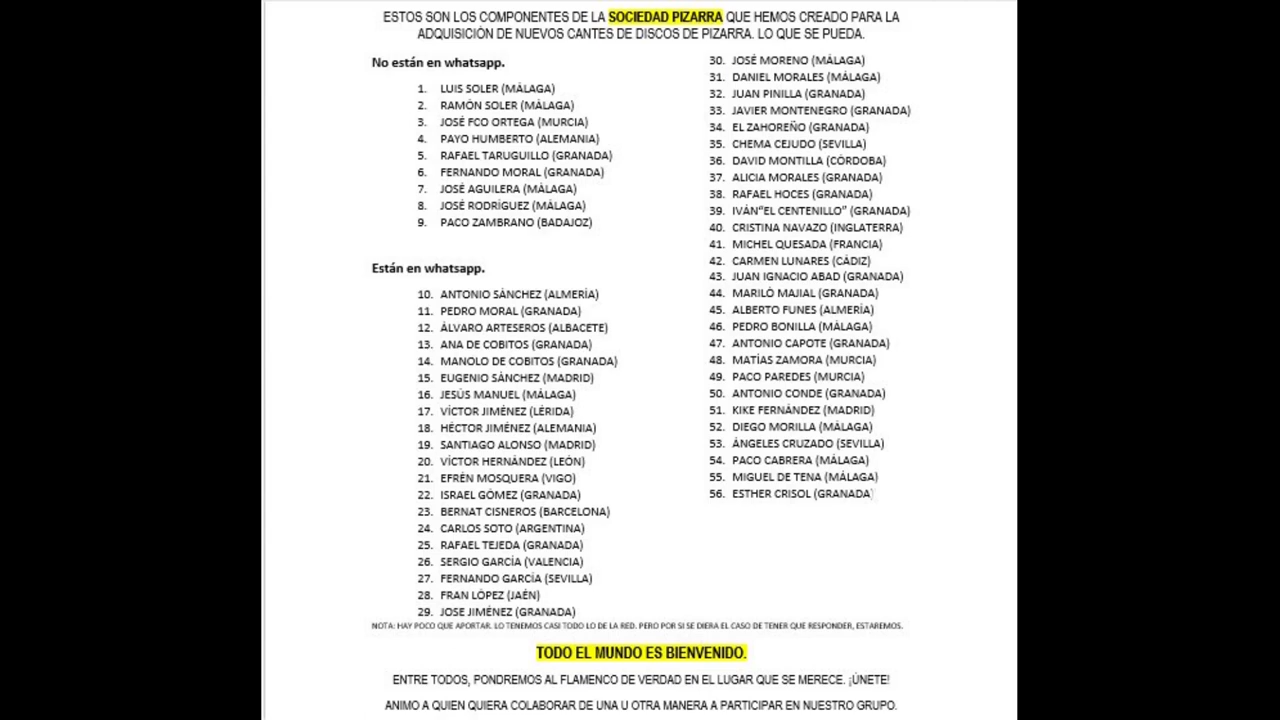 ESTOS SON LOS COMPONENTES DE LA SOCIEDAD PIZARRA QUE HEMOS CREADO PARA LA
ADQUISICIÓN DE NUEVOS CANTES DE DISCOS DE PIZARRA. LO QUE SE PUEDA.
No están en whatsapp.
1. LUIS SOLER (MÁLAGA)
2. RAMÓN SOLER (MÁLAGA)
3. JOSÉ FCO ORTEGA (MURCIA)
4. PAYO HUMBERTO (ALEMANIA)
5. RAFAEL TARUGUILLO (GRANADA)
6. FERNANDO MORAL (GRANADA)
7. JOSÉ AGUILERA (MÁLAGA)
8. JOSÉ RODRÍGUEZ (MÁLAGA)
9. PACO ZAMBRANO (BADAJOZ)
Están en whatsapp.
10. ANTONIO SÁNCHEZ (ALMERÍA)
11. PEDRO MORAL (GRANADA)
12. ÁLVARO ARTESEROS (ALBACETE)
13. ANA DE COBITOS (GRANADA)
14. MANOLO DE COBITOS (GRANADA)
15. EUGENIO SÁNCHEZ (MADRID)
16. JESÚS MANUEL (MÁLAGA)
17. VÍCTOR JIMÉNEZ (LÉRIDA)
18. HÉCTOR JIMÉNEZ (ALEMANIA)
19. SANTIAGO ALONSO (MADRID)
20. VÍCTOR HERNÁNDEZ (LEÓN)
21. EFRÉN MOSQUERA (VIGO)
22. ISRAEL GÓMEZ (GRANADA)
23. BERNAT CISNEROS (BARCELONA)
24. CARLOS SOTO (ARGENTINA)
25. RAFAEL TEJEDA (GRANADA)
26. SERGIO GARCÍA (VALENCIA)
27. FERNANDO GARCÍA (SEVILLA)
28. FRAN LÓPEZ (JAÉN)
29. JOSE JIMÉNEZ (GRANADA)
30. JOSÉ MORENO (MÁLAGA)
31. DANIEL MORALES (MÁLAGA)
32. JUAN PINILLA (GRANADA)
33. JAVIER MONTENEGRO (GRANADA)
34. EL ZAHOREÑO (GRANADA)
35. CHEMA CEJUDO (SEVILLA)
36. DAVID MONTILLA (CÓRDOBA)
37. ALICIA MORALES (GRANADA)
38. RAFAEL HOCES (GRANADA)
39. IVÁN“EL CENTENILLO” (GRANADA)
40. CRISTINA NAVAZO (INGLATERRA)
41. MICHEL QUESADA (FRANCIA)
42. CARMEN LUNARES (CÁDIZ)
43. JUAN IGNACIO ABAD (GRANADA)
44. MARILÓ MAJIAL (GRANADA)
45. ALBERTO FUNES (ALMERÍA)
46. PEDRO BONILLA (MÁLAGA)
47. ANTONIO CAPOTE (GRANADA)
48. MATÍAS ZAMORA (MURCIA)
49. PACO PAREDES (MURCIA)
50. ANTONIO CONDE (GRANADA)
51. KIKE FERNÁNDEZ (MADRID)
52. DIEGO MORILLA (MÁLAGA)
53. ÁNGELES CRUZADO (SEVILLA)
54. PACO CABRERA (MÁLAGA)
55. MIGUEL DE TENA (MÁLAGA)
56. ESTHER CRISOL (GRANADA)
NOTA: HAY POCO QUE APORTAR. LO TENEMOS CASI TODO LO DE LA RED. PERO POR SI SE DIERA EL CASO DE TENER QUE RESPONDER, ESTAREMOS.
TODO EL MUNDO ES BIENVENIDO.
ENTRE TODOS, PONDREMOS AL FLAMENCO DE VERDAD EN EL LUGAR QUE SE MERECE. ¡ÚNETE!
ANIMO A QUIEN QUIERA COLABORAR DE UNA U OTRA MANERA A PARTICIPAR EN NUESTRO GRUPO.